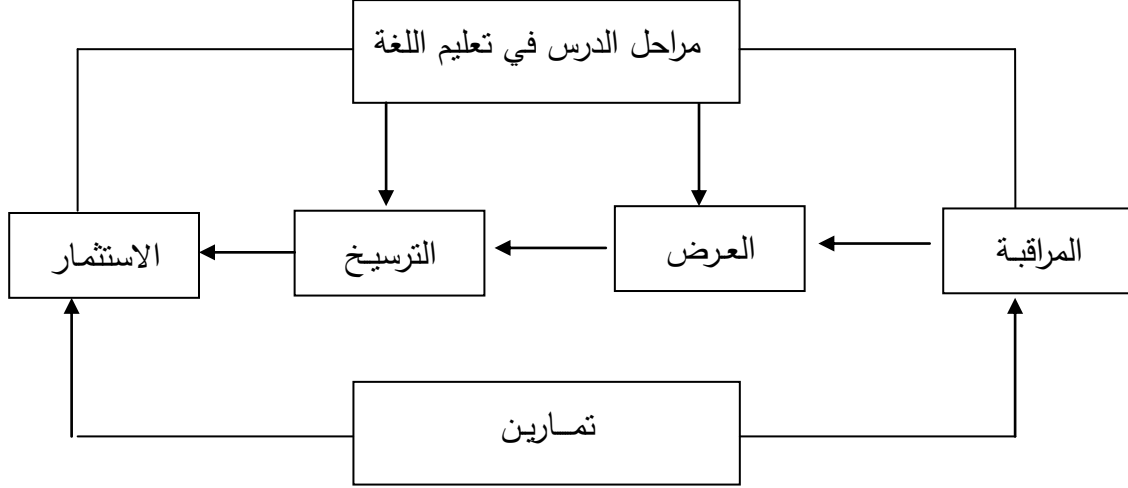 مراحل الدرس في تعليم اللغة
المراقبة
العرض
الترسيخ
الاستثمار
تمارين